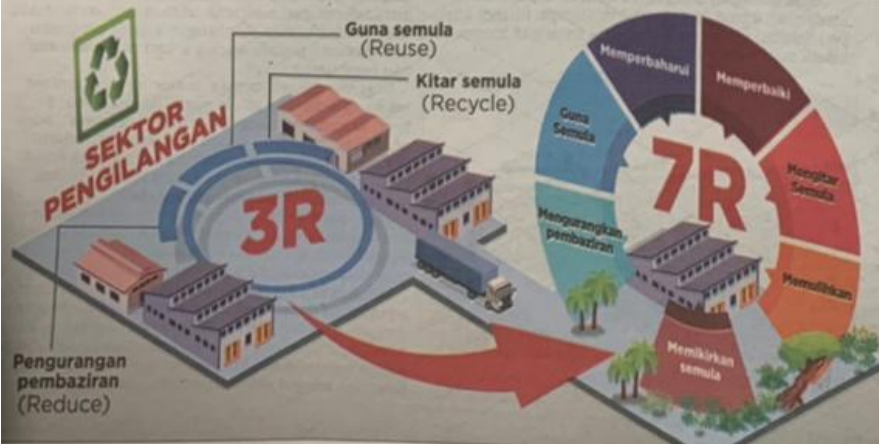 SEKTOR
PENGILANGAN
Guna semula
(Reuse)
Kitar semula
(Recycle)
3R
Pengurangan
pembaziran
(Reduce)
7R
Memikirkan
semula
Mengurangkan
pembaziran
Guna
Semula
Memperbaharui
Memperbaiki
Mengitar
Semula
Memulihkan